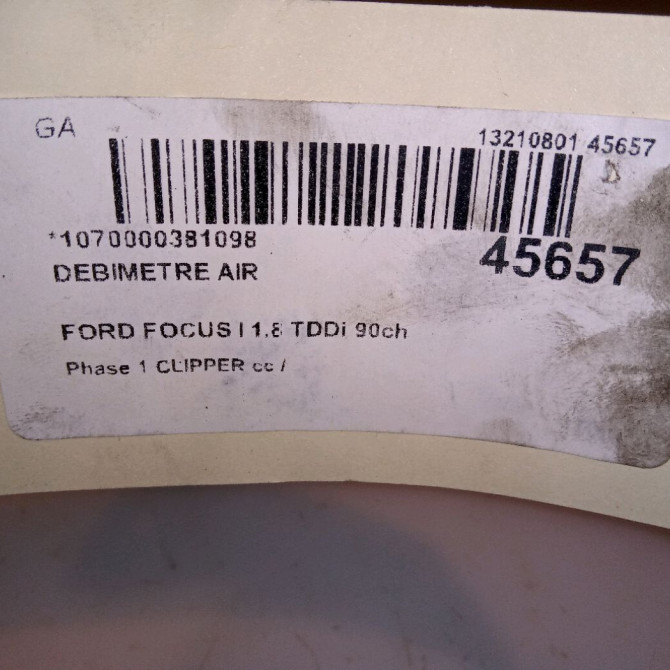 GA
13210801 45657
D
*1070000381098
45657
DEBIMETRE AIR
FORD FOCUS I 1.8 TDDi 90ch
Phase 1 CLIPPER cc /